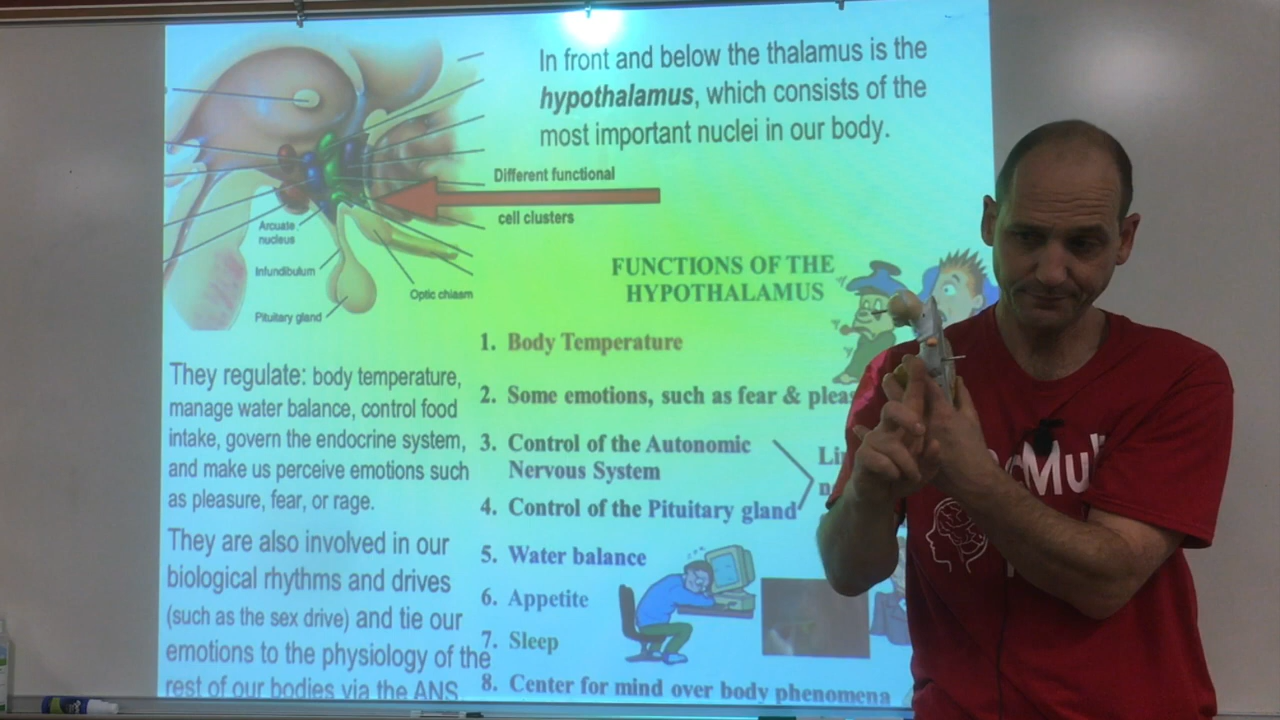 In front and below the thalamus is the
hypothalamus, which consists of the
most important nuclei in our body.
Different functional
cell clusters
Arcuate
nucleus
Infundibulum
Optic chiasm
Pituitary gland
FUNCTIONS OF THE
HYPOTHALAMUS
1. Body Temperature
2. Some emotions, such as fear & pleas
3. Control of the Autonomic
Nervous System
4. Control of the Pituitary gland
5. Water balance
6. Appetite
7. Sleep
8. Center for mind over body phenomena
They regulate: body temperature,
manage water balance, control food
intake, govern the endocrine system,
and make us perceive emotions such
as pleasure, fear, or rage.
They are also involved in our
biological rhythms and drives
(such as the sex drive) and tie our
emotions to the physiology of the
rest of our bodies via the ANS